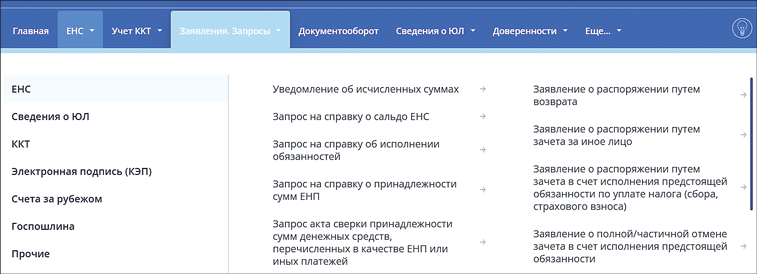 Главная
ЕНС
Учет ККТ
Заявления. Запросы
Документооборот
Сведения о ЮЛ
Доверенности
Еще...
ЕНС
Сведения о ЮЛ
ККТ
Электронная подпись (КЭП)
Счета за рубежом
Госпошлина
Прочие
Уведомление об исчисленных суммах
Запрос на справку о сальдо ЕНС
Запрос на справку об исполнении
обязанностей
Запрос на справку о принадлежности
сумм ЕНП
Запрос акта сверки принадлежности
сумм денежных средств,
перечисленных в качестве ЕНП или
иных платежей
Заявление о распоряжении путем
возврата
Заявление о распоряжении путем
зачета за иное лицо
Заявление о распоряжении путем
зачета в счет исполнения предстоящей
обязанности по уплате налога (сбора,
страхового взноса)
Заявление о полной/частичной отмене
зачета в счет исполнения предстоящей
обязанности